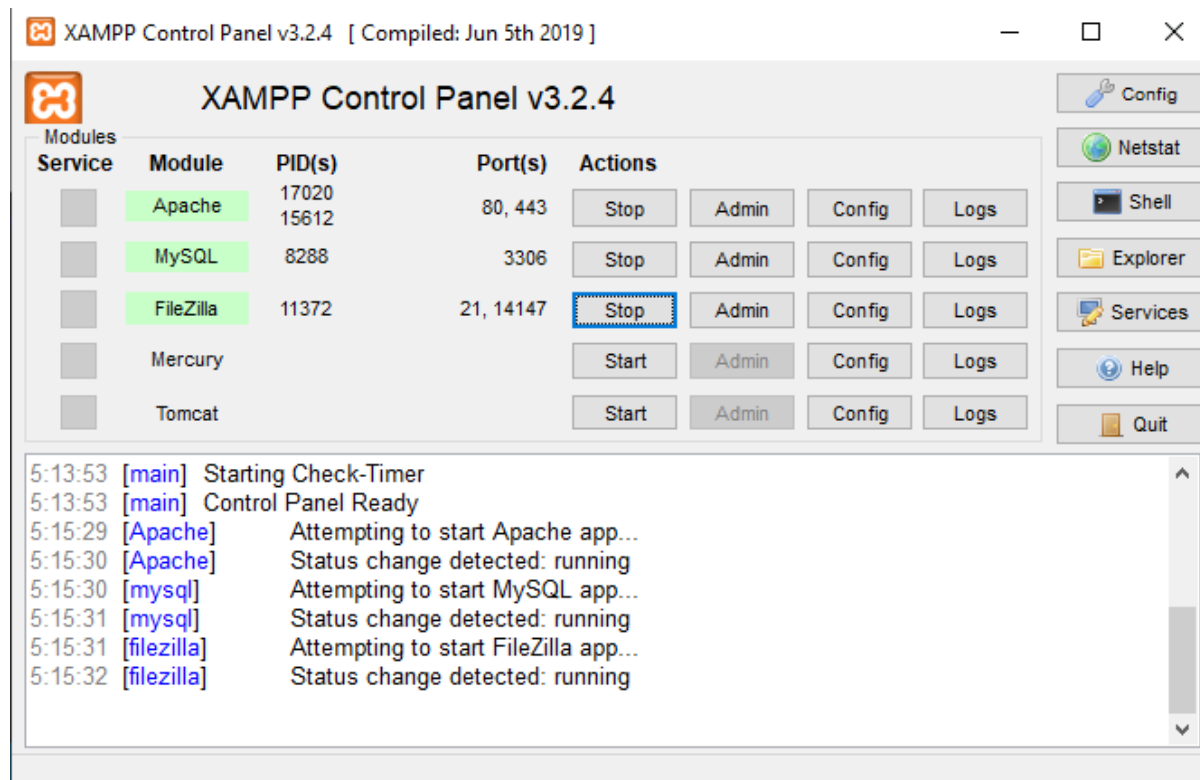 XAMPP Control Panel v3.2.4 [ Compiled: Jun 5th 2019 ]
XAMPP Control Panel v3.2.4
Config
Modules
Netstat
Service Module PID(s) Port(s) Actions
Apache 17020 15612 80, 443 Stop Admin Config Logs
Shell
MySQL 8288 3306 Stop Admin Config Logs
Explorer
FileZilla 11372 21, 14147 Stop Admin Config Logs
Services
Mercury Start Admin Config Logs
Help
Tomcat Start Admin Config Logs
Quit
5:13:53 [main] Starting Check-Timer
5:13:53 [main] Control Panel Ready
5:15:29 [Apache] Attempting to start Apache app...
5:15:30 [Apache] Status change detected: running
5:15:30 [mysql] Attempting to start MySQL app...
5:15:31 [mysql] Status change detected: running
5:15:31 [filezilla] Attempting to start FileZilla app...
5:15:32 [filezilla] Status change detected: running